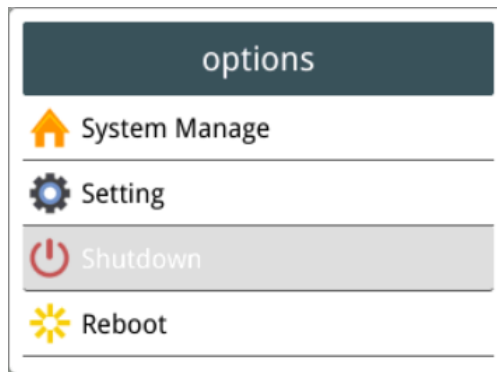 options
System Manage
Setting
Shutdown
Reboot